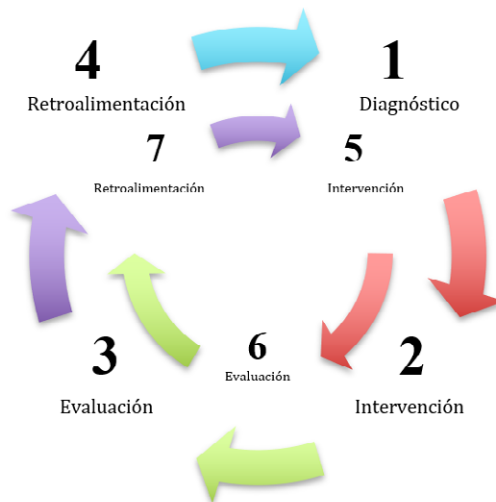 4
Retroalimentación
1
Diagnóstico
7
Retroalimentación
5
Intervención
6
Evaluación
3
Evaluación
2
Intervención